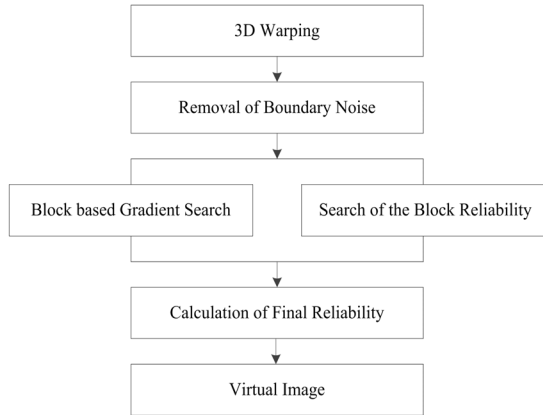 3D Warping
Removal of Boundary Noise
Block based Gradient Search
Search of the Block Reliability
Calculation of Final Reliability
Virtual Image